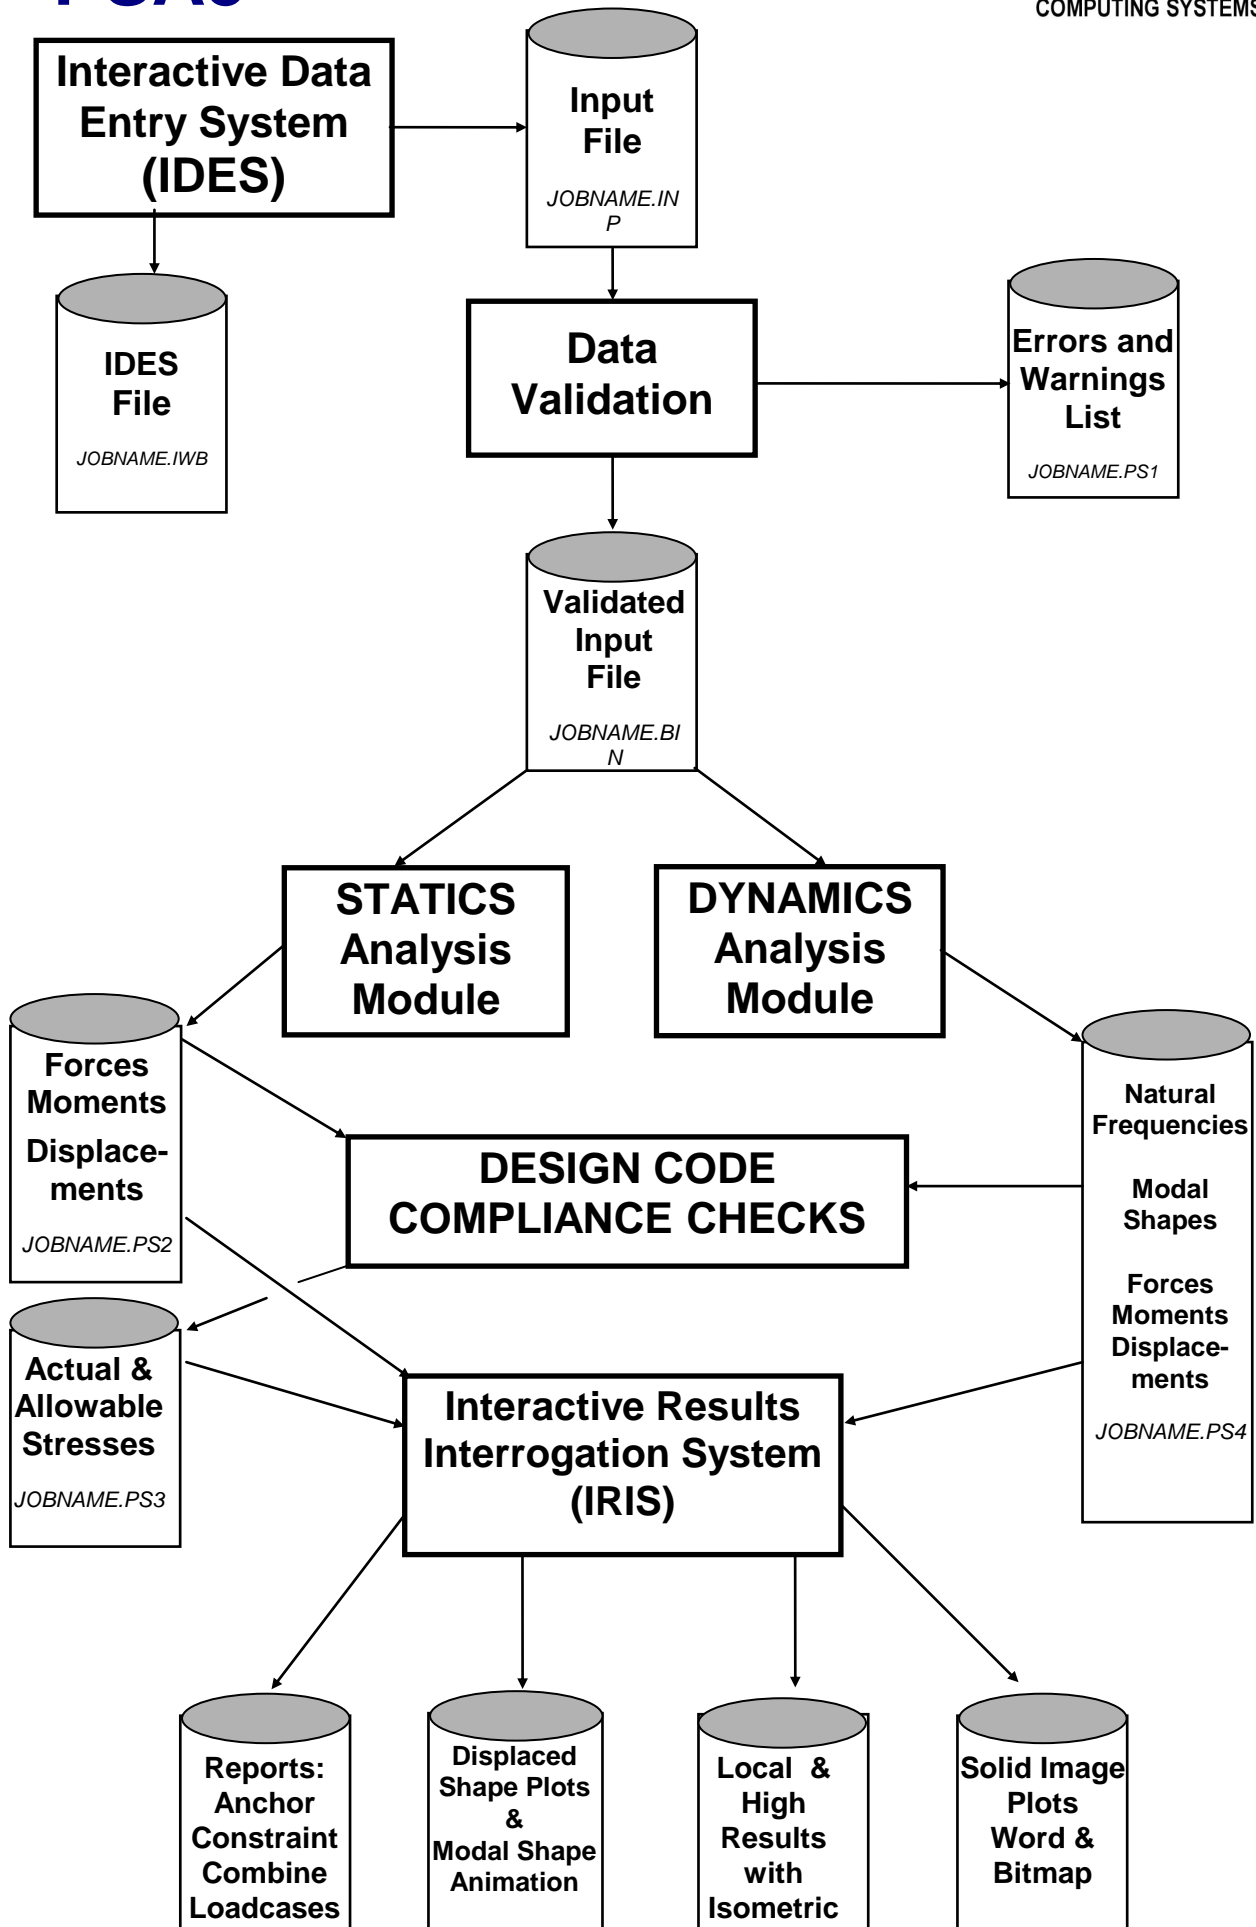 COMPUTING SYSTEMS
Interactive Data
Entry System
(IDES)
Input
File
JOBNAME.IN
P
IDES
File
JOBNAME.IWB
Data
Validation
Errors and
Warnings
List
JOBNAME.PS1
Validated
Input
File
JOBNAME.BI
N
STATICS
Analysis
Module
DYNAMICS
Analysis
Module
Forces
Moments
Displace-
ments
JOBNAME.PS2
DESIGN CODE
COMPLIANCE CHECKS
Natural
Frequencies
Modal
Shapes
Forces
Moments
Displace-
ments
JOBNAME.PS4
Actual &
Allowable
Stresses
JOBNAME.PS3
Interactive Results
Interrogation System
(IRIS)
Reports:
Anchor
Constraint
Combine
Loadcases
Displaced
Shape Plots
&
Modal Shape
Animation
Local &
High
Results
with
Isometric
Solid Image
Plots
Word &
Bitmap